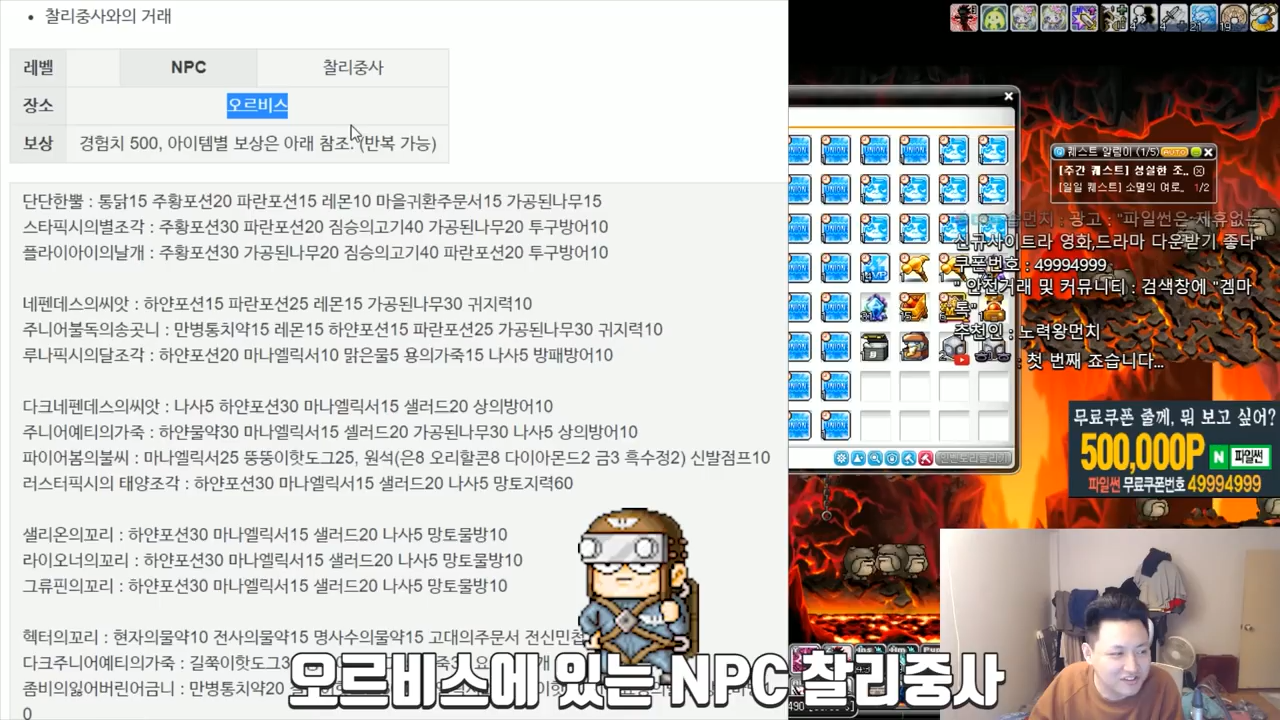 찰리중사와의 거래
레벨 NPC 찰리중사
장소 오르비스
보상 경험치 500, 아이템별 보상은 아래 참조. (반복 가능)
단단한뿔 : 통닭15 주황포션20 파란포션15 레몬10 마을귀환주문서15 가공된나무15
스타픽시의별조각 : 주황포션30 파란포션20 짐승의고기40 가공된나무20 투구방어10
플라이아이의날개 : 주황포션30 가공된나무20 짐승의고기40 파란포션20 투구방어10
네펜데스의씨앗 : 하얀포션15 파란포션25 레몬15 가공된나무30 귀지력10
주니어불독의송곳니 : 만병통치약15 레몬15 하얀포션15 파란포션25 가공된나무30 귀지력10
루나픽시의달조각 : 하얀포션20 마나엘릭서10 맑은물5 용의가죽15 나사5 방패방어10
다크네펜데스의씨앗 : 나사5 하얀포션30 마나엘릭서15 샐러드20 상의방어10
주니어예티의가죽 : 하얀물약30 마나엘릭서15 셀러드20 가공된나무30 나사5 상의방어10
파이어봄의불씨 : 마나엘릭서25 뚱뚱이핫도그25, 원석(은8 오리할콘8 다이아몬드2 금3 흑수정2) 신발점프10
러스터픽시의 태양조각 : 하얀포션30 마나엘릭서15 샐러드20 나사5 망토지력60
샐리온의꼬리 : 하얀포션30 마나엘릭서15 샐러드20 나사5 망토물방10
라이오너의꼬리 : 하얀포션30 마나엘릭서15 샐러드20 나사5 망토물방10
그류핀의꼬리 : 하얀포션30 마나엘릭서15 샐러드20 나사5 망토물방10
헥터의꼬리 : 현자의물약10 전사의물약15 명사수의물약15 고대의주문서 전신민첩
다크주니어예티의가죽 : 길쭉이핫도그3
좀비의잃어버린어금니 : 만병통치약20
0
오르비스에 있는 NPC 찰리중사
퀘스트 알림이 (1/5) AUTO
[주간 퀘스트] 성실한 조..
[일일 퀘스트] 소멸의 여로.. 1/2
광고 : "파일썬은 제휴없는
신규사이트라 영화,드라마 다운받기 좋다"
쿠폰번호 : 49994999
" 안전거래 및 커뮤니티 : 검색창에 "겜마
톡"
추천인 : 노력왕먼치
: 첫 번째 죠습니다...
무료쿠폰 줄께, 뭐 보고 싶어?
500,000P N 파일썬
파일썬 무료쿠폰번호 49994999